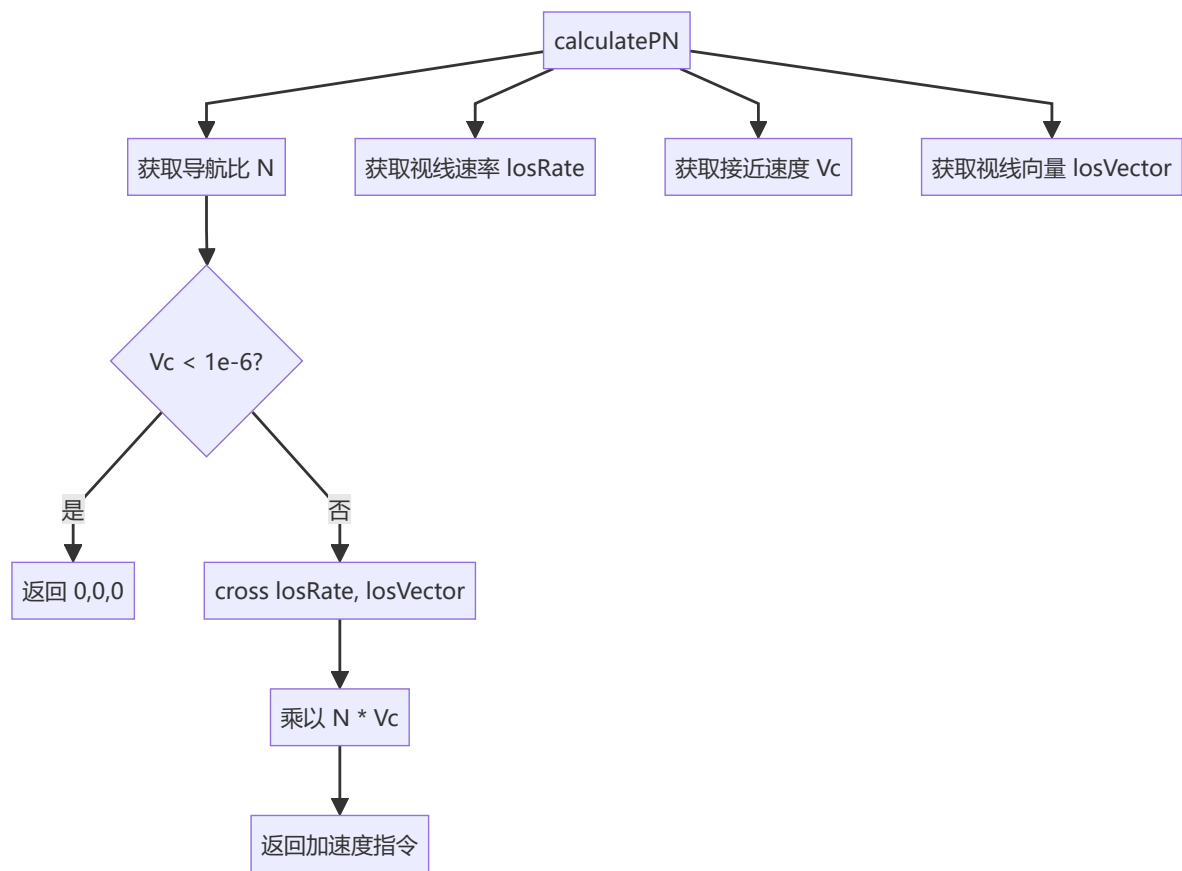 calculatePN
获取导航比 N
获取视线速率 losRate
获取接近速度 Vc
获取视线向量 losVector
Vc < 1e-6?
是
否
返回 0,0,0
cross losRate, losVector
乘以 N * Vc
返回加速度指令